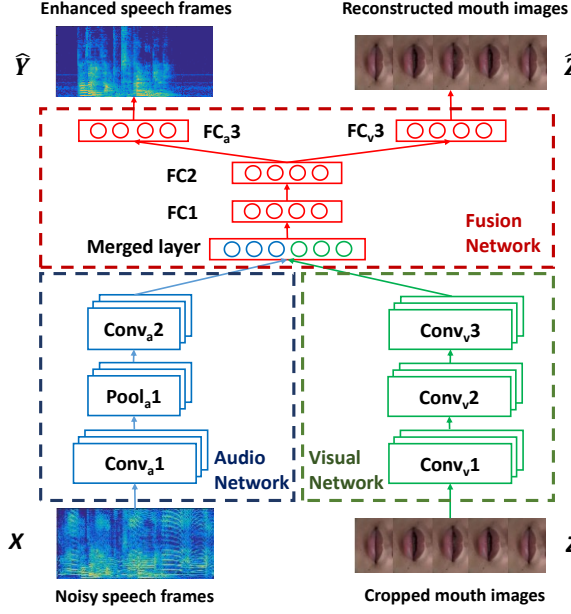 Enhanced speech frames
Reconstructed mouth images
Ŷ
Ẑ
FCa3
FCv3
FC2
FC1
Merged layer
Fusion
Network
Conva2
Convv3
Poola1
Convv2
Conva1
Audio
Network
Visual
Network
Convv1
X
Z
Noisy speech frames
Cropped mouth images